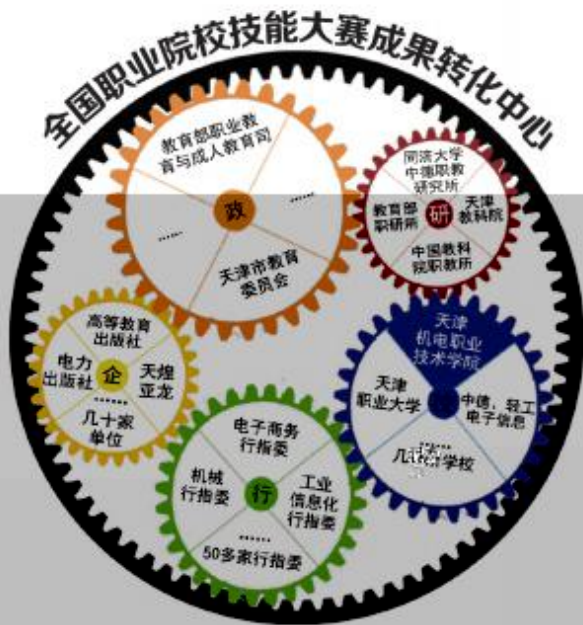 全国职业院校技能大赛成果转化中心
教育部职业教
育与成人教育司
······
政
······
天津市教育
委员会
同济大学
中德职教
研究所
教育部
职研所
研
天津
教科院
中国教科
院职教所
高等教育
出版社
电力
出版社
企
天煌
亚龙
······
几十家
单位
天津
机电职业
技术学院
天津
职业大学
中德、轻工
电子信息
······
学校
电子商务
行指委
机械
行指委
行
工业
信息化
行指委
······
50多家行指委